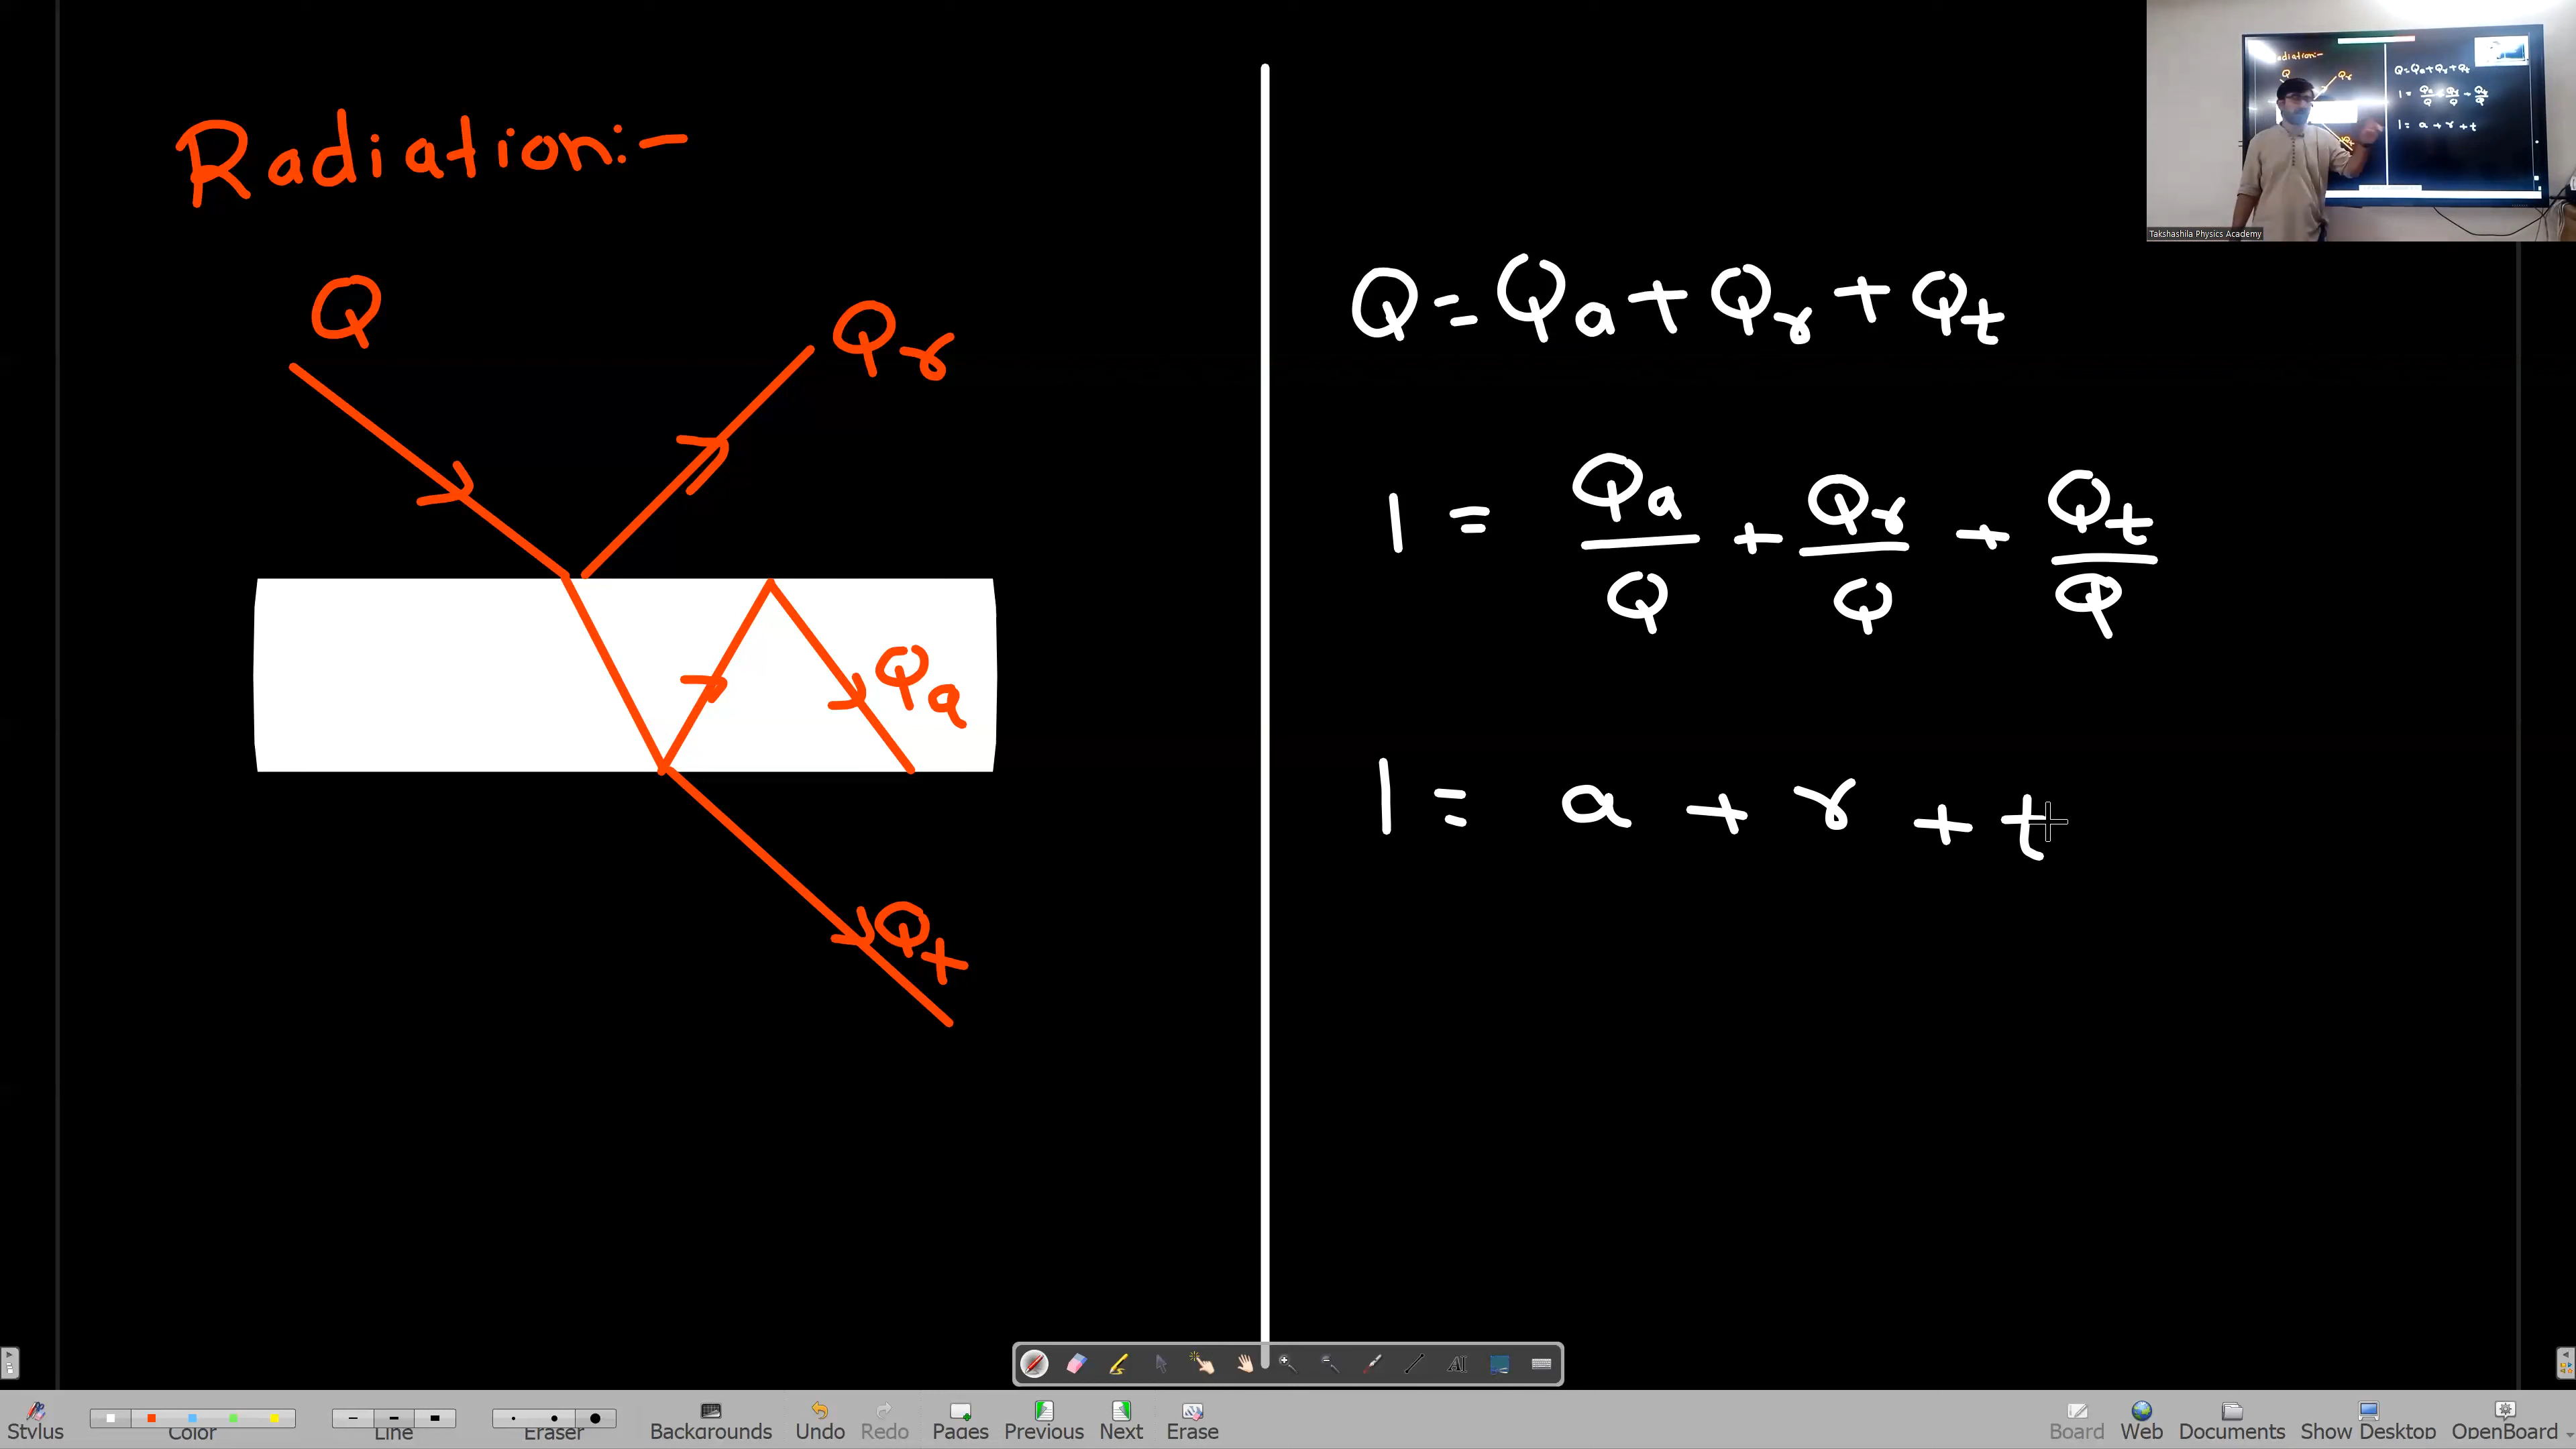 Radiation:-
Q
Qr
Qa
Qt
Q = Qa + Qr + Qt
1 = Qa/Q + Qr/Q + Qt/Q
1 = a + r + t
Takshashila Physics Academy
Stylus
Color
Line
Eraser
Backgrounds
Undo
Redo
Pages
Previous
Next
Erase
Board
Web
Documents
Show Desktop
OpenBoard